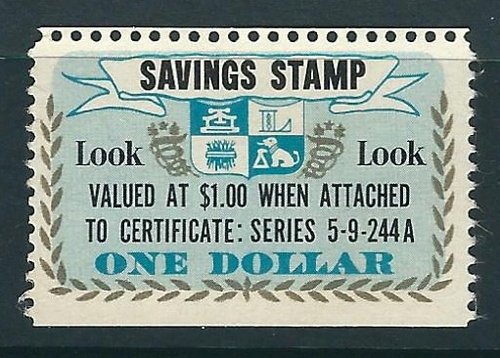 SAVINGS STAMP
L
Look Look
VALUED AT $1.00 WHEN ATTACHED
TO CERTIFICATE: SERIES 5-9-244A
ONE DOLLAR